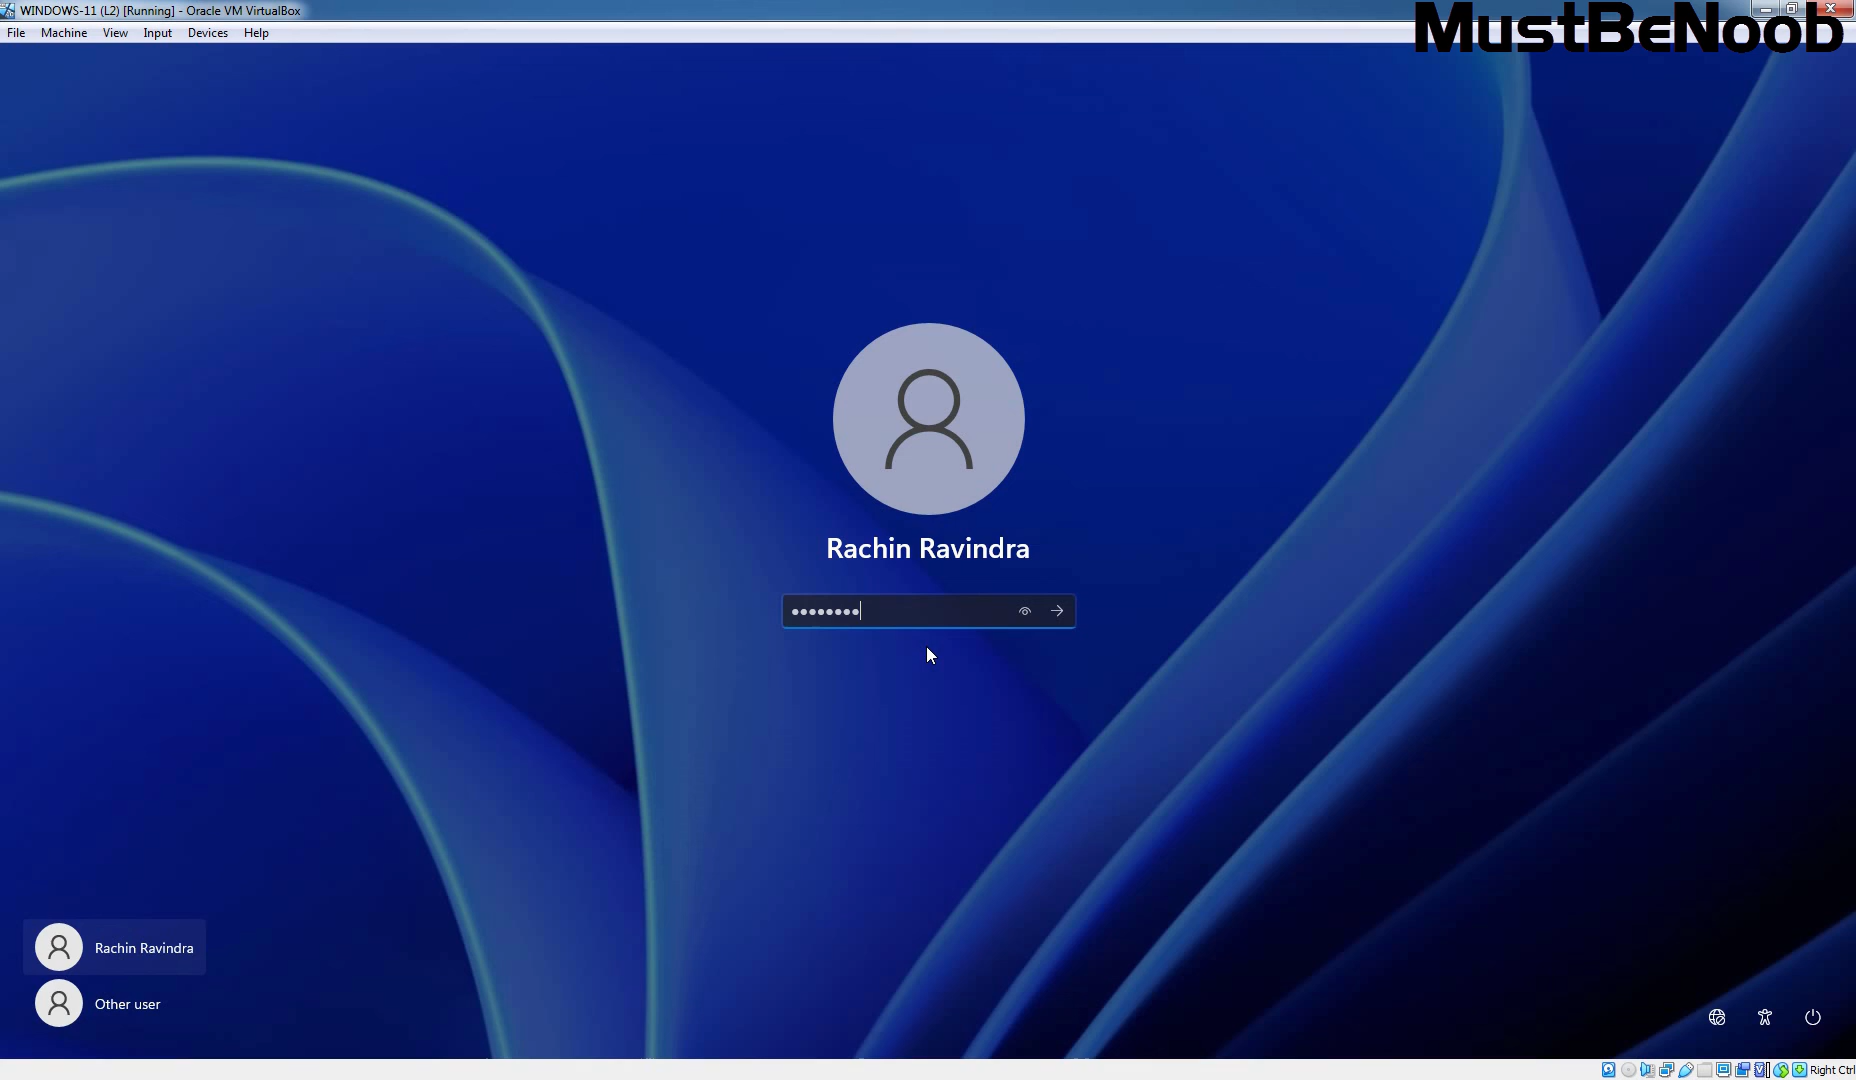 WINDOWS-11 (L2) [Running] - Oracle VM VirtualBox
MustBeNoob
File Machine View Input Devices Help
Rachin Ravindra
Rachin Ravindra
Other user
Right Ctrl